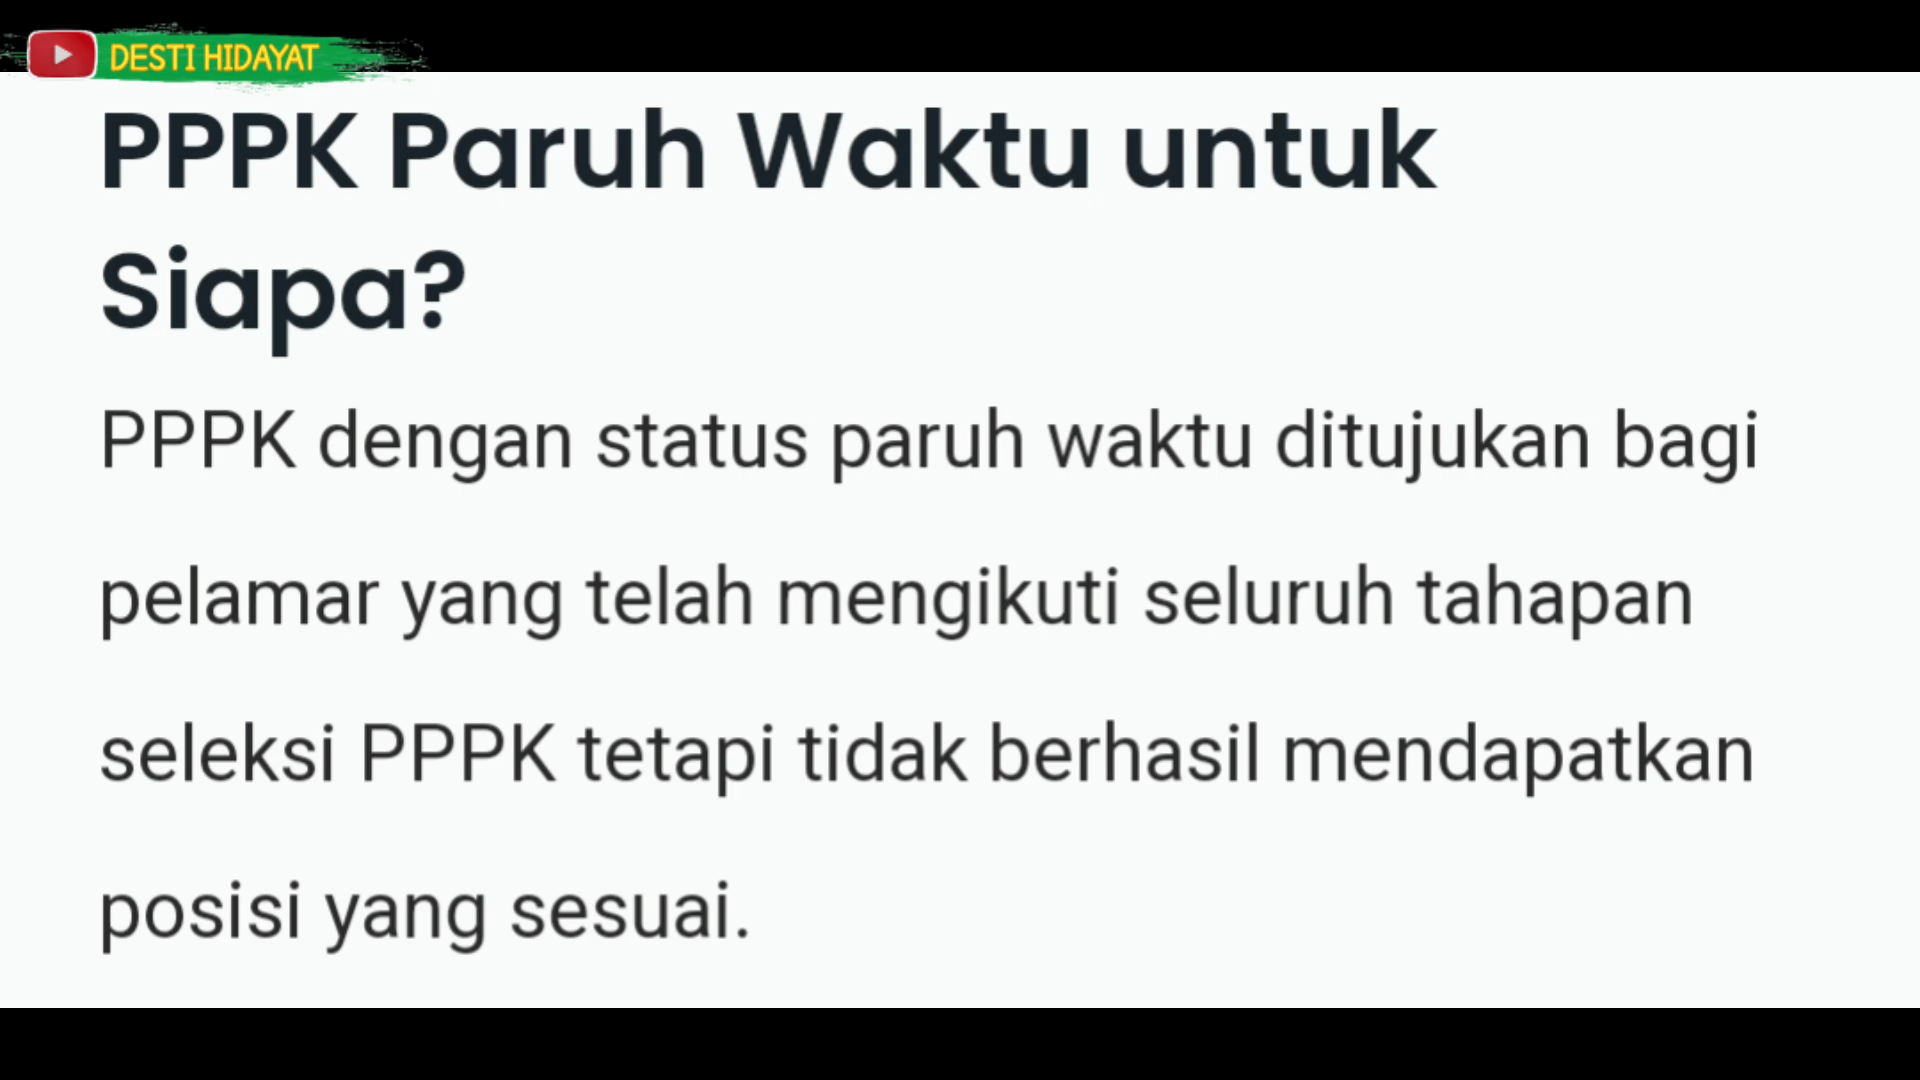 DESTI HIDAYAT
PPPK Paruh Waktu untuk
Siapa?
PPPK dengan status paruh waktu ditujukan bagi
pelamar yang telah mengikuti seluruh tahapan
seleksi PPPK tetapi tidak berhasil mendapatkan
posisi yang sesuai.